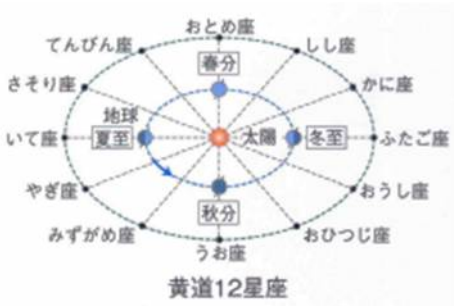 おとめ座
てんびん座
しし座
春分
さそり座
かに座
地球
いて座
夏至
太陽
冬至
ふたご座
やぎ座
おうし座
秋分
みずがめ座
おひつじ座
うお座
黄道12星座